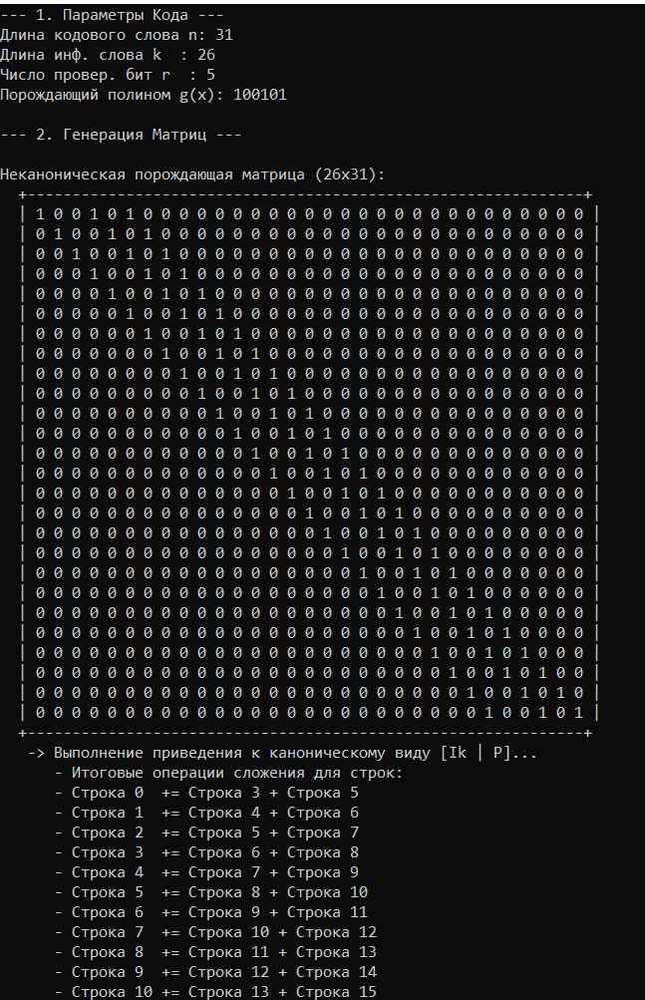 --- 1. Параметры Кода ---
Длина кодового слова n: 31
Длина инф. слова k  : 26
Число провер. бит r  : 5
Порождающий полином g(x): 100101
--- 2. Генерация Матриц ---
Неканоническая порождающая матрица (26x31):
+--------------------------------------------------------------+
| 1 0 0 1 0 1 0 0 0 0 0 0 0 0 0 0 0 0 0 0 0 0 0 0 0 0 0 0 0 0 0 |
| 0 1 0 0 1 0 1 0 0 0 0 0 0 0 0 0 0 0 0 0 0 0 0 0 0 0 0 0 0 0 0 |
| 0 0 1 0 0 1 0 1 0 0 0 0 0 0 0 0 0 0 0 0 0 0 0 0 0 0 0 0 0 0 0 |
| 0 0 0 1 0 0 1 0 1 0 0 0 0 0 0 0 0 0 0 0 0 0 0 0 0 0 0 0 0 0 0 |
| 0 0 0 0 1 0 0 1 0 1 0 0 0 0 0 0 0 0 0 0 0 0 0 0 0 0 0 0 0 0 0 |
| 0 0 0 0 0 1 0 0 1 0 1 0 0 0 0 0 0 0 0 0 0 0 0 0 0 0 0 0 0 0 0 |
| 0 0 0 0 0 0 1 0 0 1 0 1 0 0 0 0 0 0 0 0 0 0 0 0 0 0 0 0 0 0 0 |
| 0 0 0 0 0 0 0 1 0 0 1 0 1 0 0 0 0 0 0 0 0 0 0 0 0 0 0 0 0 0 0 |
| 0 0 0 0 0 0 0 0 1 0 0 1 0 1 0 0 0 0 0 0 0 0 0 0 0 0 0 0 0 0 0 |
| 0 0 0 0 0 0 0 0 0 1 0 0 1 0 1 0 0 0 0 0 0 0 0 0 0 0 0 0 0 0 0 |
| 0 0 0 0 0 0 0 0 0 0 1 0 0 1 0 1 0 0 0 0 0 0 0 0 0 0 0 0 0 0 0 |
| 0 0 0 0 0 0 0 0 0 0 0 1 0 0 1 0 1 0 0 0 0 0 0 0 0 0 0 0 0 0 0 |
| 0 0 0 0 0 0 0 0 0 0 0 0 1 0 0 1 0 1 0 0 0 0 0 0 0 0 0 0 0 0 0 |
| 0 0 0 0 0 0 0 0 0 0 0 0 0 1 0 0 1 0 1 0 0 0 0 0 0 0 0 0 0 0 0 |
| 0 0 0 0 0 0 0 0 0 0 0 0 0 0 1 0 0 1 0 1 0 0 0 0 0 0 0 0 0 0 0 |
| 0 0 0 0 0 0 0 0 0 0 0 0 0 0 0 1 0 0 1 0 1 0 0 0 0 0 0 0 0 0 0 |
| 0 0 0 0 0 0 0 0 0 0 0 0 0 0 0 0 1 0 0 1 0 1 0 0 0 0 0 0 0 0 0 |
| 0 0 0 0 0 0 0 0 0 0 0 0 0 0 0 0 0 1 0 0 1 0 1 0 0 0 0 0 0 0 0 |
| 0 0 0 0 0 0 0 0 0 0 0 0 0 0 0 0 0 0 1 0 0 1 0 1 0 0 0 0 0 0 0 |
| 0 0 0 0 0 0 0 0 0 0 0 0 0 0 0 0 0 0 0 1 0 0 1 0 1 0 0 0 0 0 0 |
| 0 0 0 0 0 0 0 0 0 0 0 0 0 0 0 0 0 0 0 0 1 0 0 1 0 1 0 0 0 0 0 |
| 0 0 0 0 0 0 0 0 0 0 0 0 0 0 0 0 0 0 0 0 0 1 0 0 1 0 1 0 0 0 0 |
| 0 0 0 0 0 0 0 0 0 0 0 0 0 0 0 0 0 0 0 0 0 0 1 0 0 1 0 1 0 0 0 |
| 0 0 0 0 0 0 0 0 0 0 0 0 0 0 0 0 0 0 0 0 0 0 0 1 0 0 1 0 1 0 0 |
| 0 0 0 0 0 0 0 0 0 0 0 0 0 0 0 0 0 0 0 0 0 0 0 0 1 0 0 1 0 1 0 |
| 0 0 0 0 0 0 0 0 0 0 0 0 0 0 0 0 0 0 0 0 0 0 0 0 0 1 0 0 1 0 1 |
+--------------------------------------------------------------+
-> Выполнение приведения к каноническому виду [Ik | P]...
- Итоговые операции сложения для строк:
- Строка 0  += Строка 3 + Строка 5
- Строка 1  += Строка 4 + Строка 6
- Строка 2  += Строка 5 + Строка 7
- Строка 3  += Строка 6 + Строка 8
- Строка 4  += Строка 7 + Строка 9
- Строка 5  += Строка 8 + Строка 10
- Строка 6  += Строка 9 + Строка 11
- Строка 7  += Строка 10 + Строка 12
- Строка 8  += Строка 11 + Строка 13
- Строка 9  += Строка 12 + Строка 14
- Строка 10 += Строка 13 + Строка 15